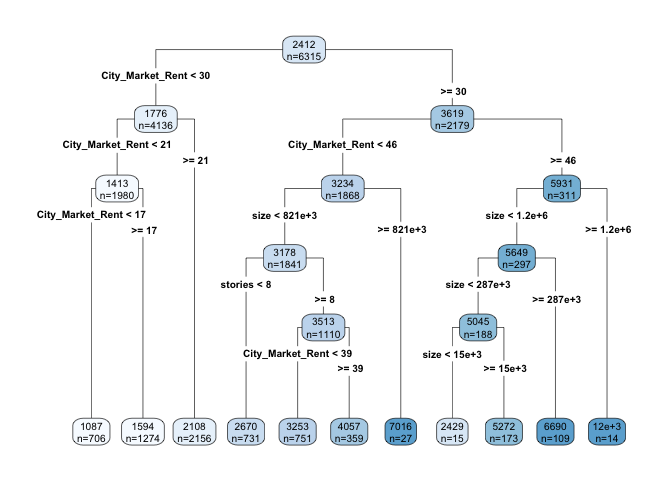 2412
n=6315
City_Market_Rent < 30
>= 30
1776
n=4136
3619
n=2179
City_Market_Rent < 21
>= 21
City_Market_Rent < 46
>= 46
1413
n=1980
3234
n=1868
5931
n=311
City_Market_Rent < 17
>= 17
size < 821e+3
>= 821e+3
size < 1.2e+6
>= 1.2e+6
3178
n=1841
5649
n=297
stories < 8
>= 8
size < 287e+3
>= 287e+3
3513
n=1110
5045
n=188
City_Market_Rent < 39
>= 39
size < 15e+3
>= 15e+3
1087
n=706
1594
n=1274
2108
n=2156
2670
n=731
3253
n=751
4057
n=359
7016
n=27
2429
n=15
5272
n=173
6690
n=109
12e+3
n=14